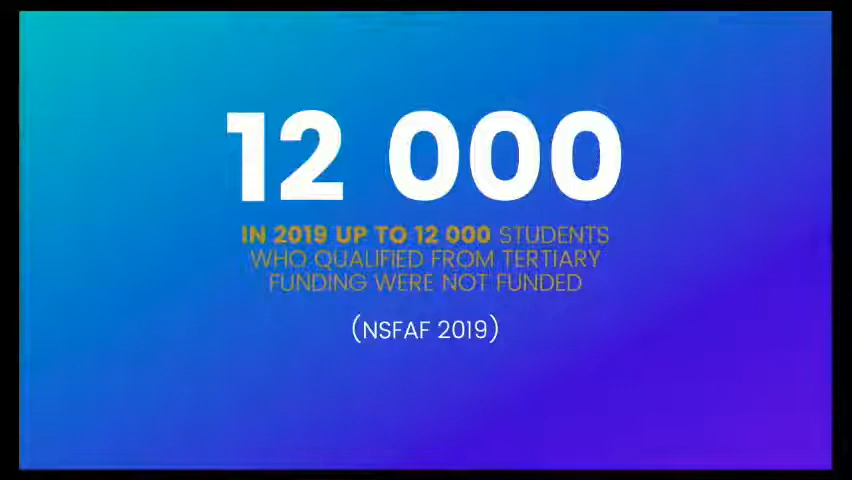 12 000
IN 2019 UP TO 12 000 STUDENTS
WHO QUALIFIED FROM TERTIARY
FUNDING WERE NOT FUNDED
(NSFAF 2019)